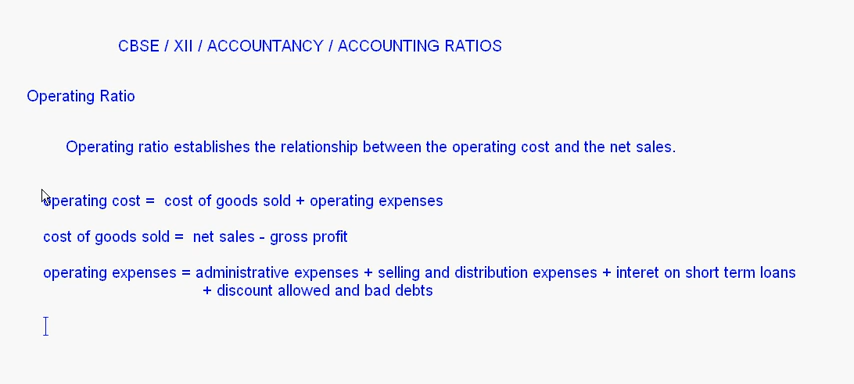 CBSE / XII / ACCOUNTANCY / ACCOUNTING RATIOS
Operating Ratio
Operating ratio establishes the relationship between the operating cost and the net sales.
operating cost = cost of goods sold + operating expenses
cost of goods sold = net sales - gross profit
operating expenses = administrative expenses + selling and distribution expenses + interet on short term loans
+ discount allowed and bad debts